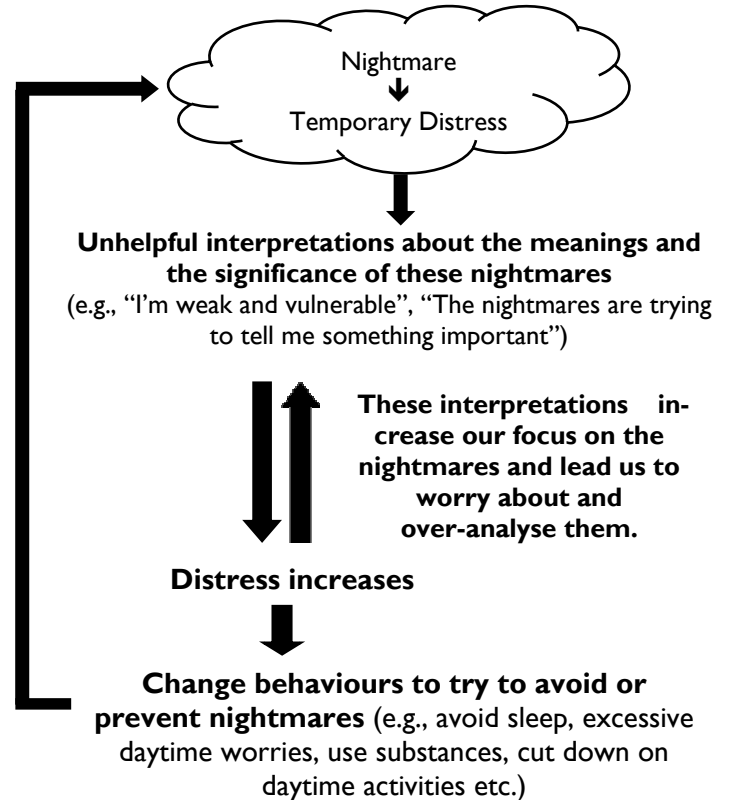 Nightmare
Temporary Distress
Unhelpful interpretations about the meanings and
the significance of these nightmares
(e.g., “I’m weak and vulnerable”, “The nightmares are trying
to tell me something important”)
These interpretations in-
crease our focus on the
nightmares and lead us to
worry about and
over-analyse them.
Distress increases
Change behaviours to try to avoid or
prevent nightmares (e.g., avoid sleep, excessive
daytime worries, use substances, cut down on
daytime activities etc.)